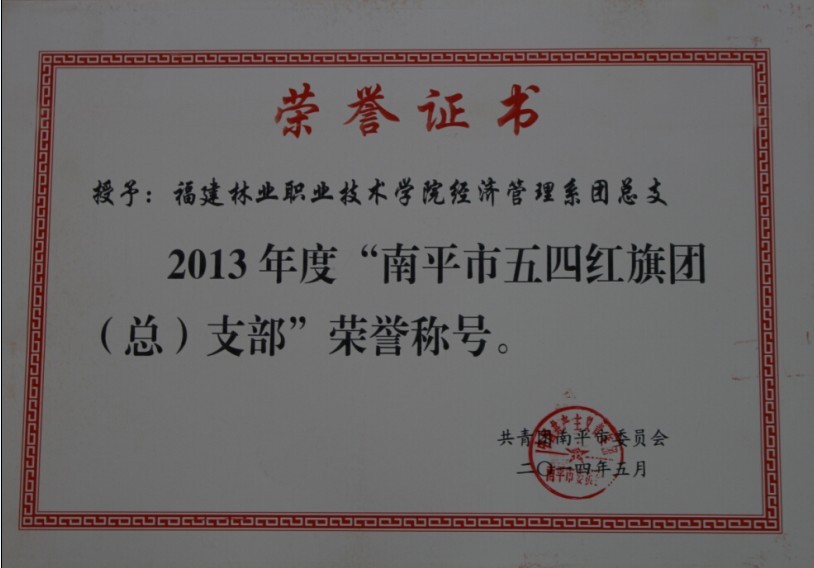 荣誉证书
授予：福建林业职业技术学院经济管理系团总支
2013年度“南平市五四红旗团
（总）支部”荣誉称号。
共青团南平市委员会
二〇一四年五月